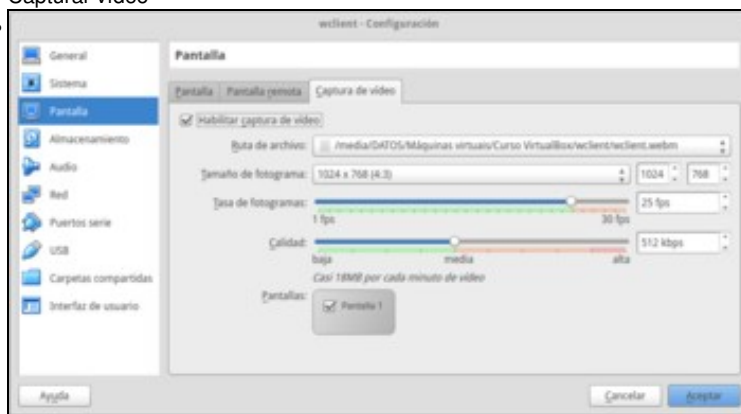 Capturar vídeo
wclient - Configuración
General
Sistema
Pantalla
Almacenamiento
Audio
Red
Puertos serie
USB
Carpetas compartidas
Interfaz de usuario
Pantalla
Pantalla Pantalla remota Captura de vídeo
Habilitar captura de vídeo
Ruta de archivo: /media/DATOS/Máquinas virtuais/Curso VirtualBox/wclient/wclient.webm
Tamaño de fotograma: 1024 x 768 (4:3) 1024 768
Tasa de fotogramas: 25 fps
1 fps 30 fps
Calidad: 512 kbps
baja media alta
Casi 18MB por cada minuto de vídeo
Pantallas: Pantalla 1
Ayuda Cancelar Aceptar